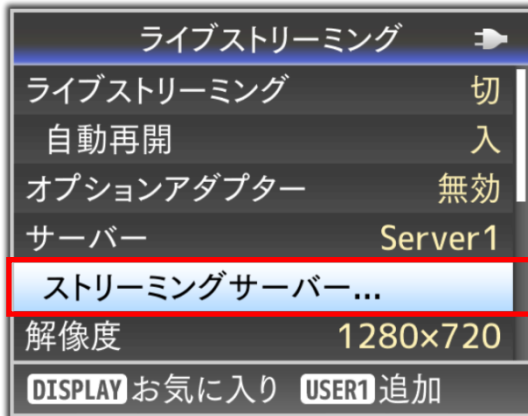 ライブストリーミング
ライブストリーミング 切
自動再開 入
オプションアダプター 無効
サーバー Server1
ストリーミングサーバー...
解像度 1280×720
DISPLAY お気に入り USER1 追加